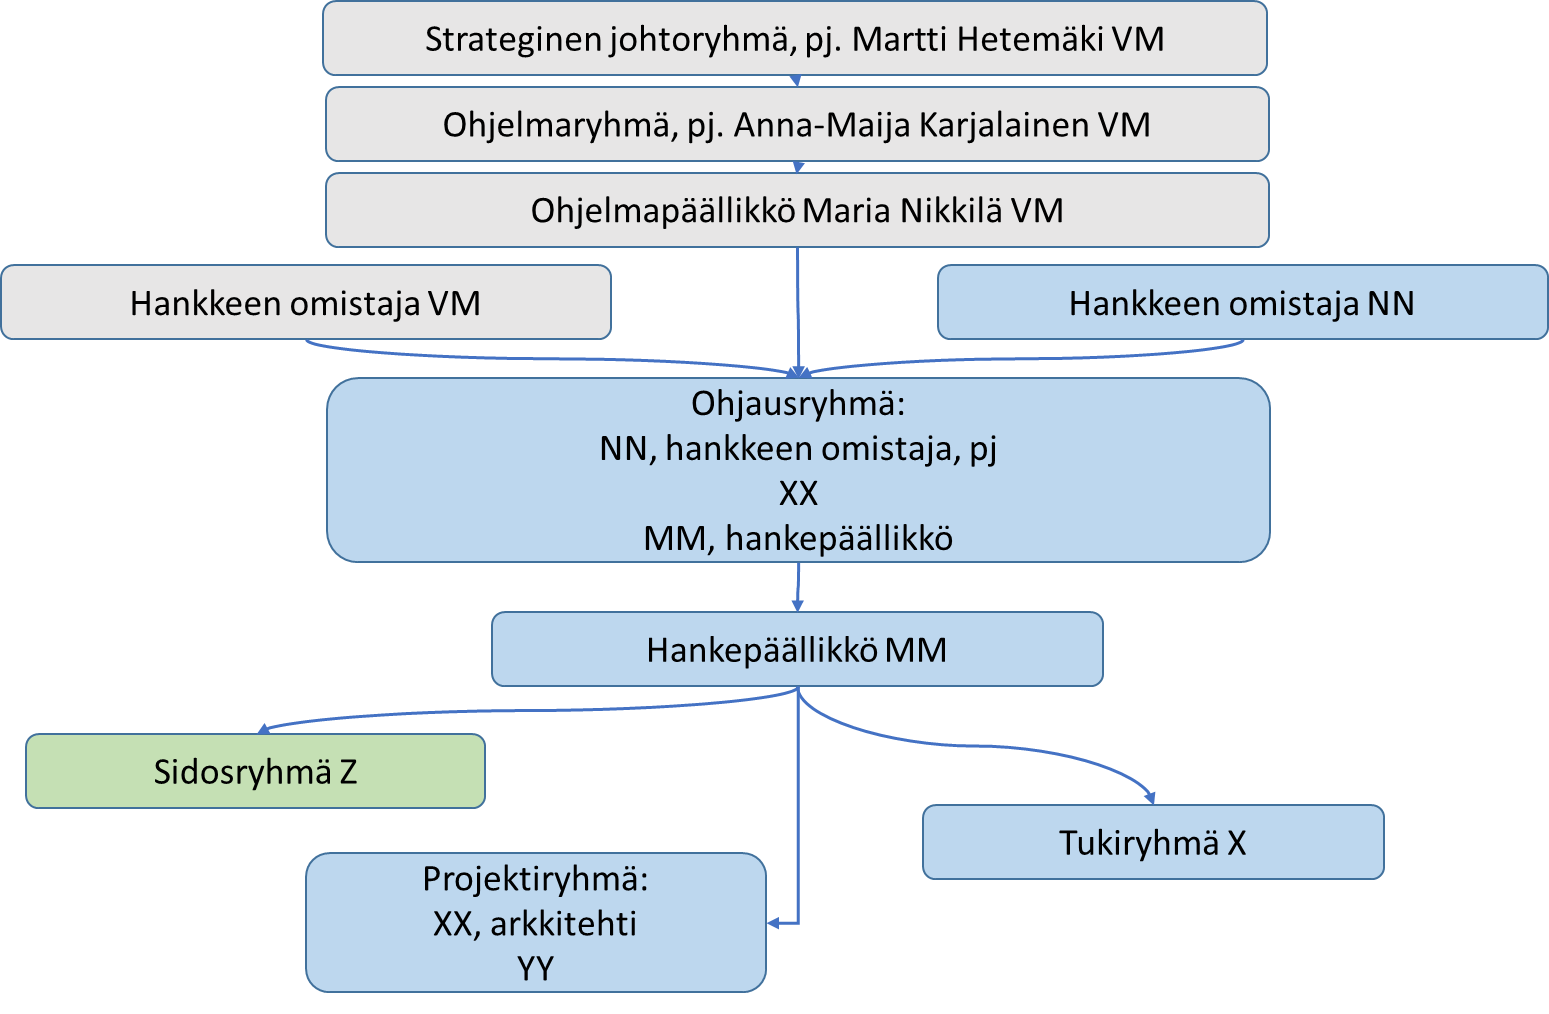 Strateginen johtoryhmä, pj. Martti Hetemäki VM
Ohjelmaryhmä, pj. Anna-Maija Karjalainen VM
Ohjelmapäällikkö Maria Nikkilä VM
Hankkeen omistaja VM
Hankkeen omistaja NN
Ohjausryhmä:
NN, hankkeen omistaja, pj
XX
MM, hankepäällikkö
Hankepäällikkö MM
Sidosryhmä Z
Tukiryhmä X
Projektiryhmä:
XX, arkkitehti
YY